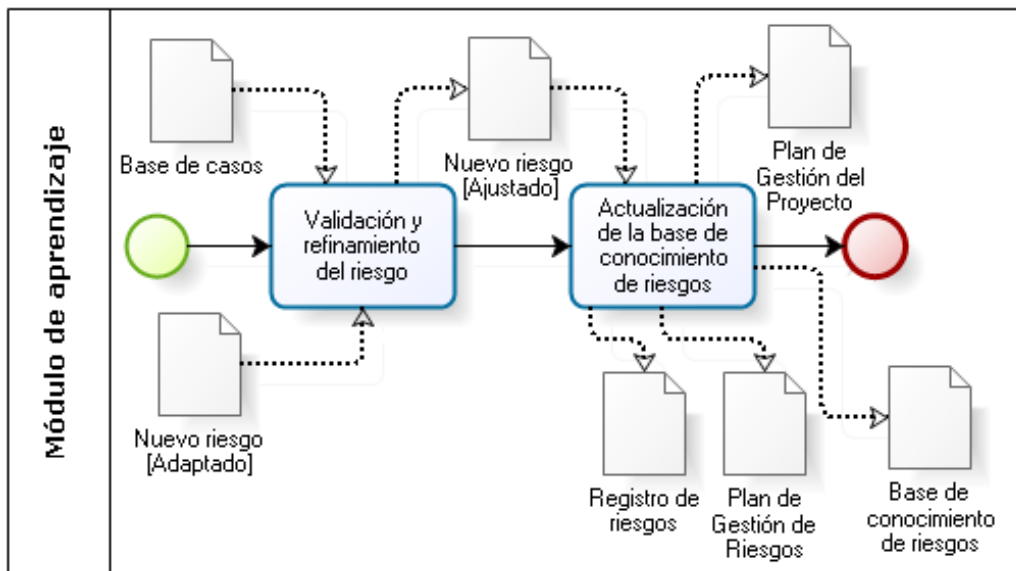 Módulo de aprendizaje
Base de casos
Nuevo riesgo
[Ajustado]
Plan de
Gestión del
Proyecto
Validación y
refinamiento
del riesgo
Actualización
de la base de
conocimiento
de riesgos
Nuevo riesgo
[Adaptado]
Registro de
riesgos
Plan de
Gestión de
Riesgos
Base de
conocimiento
de riesgos